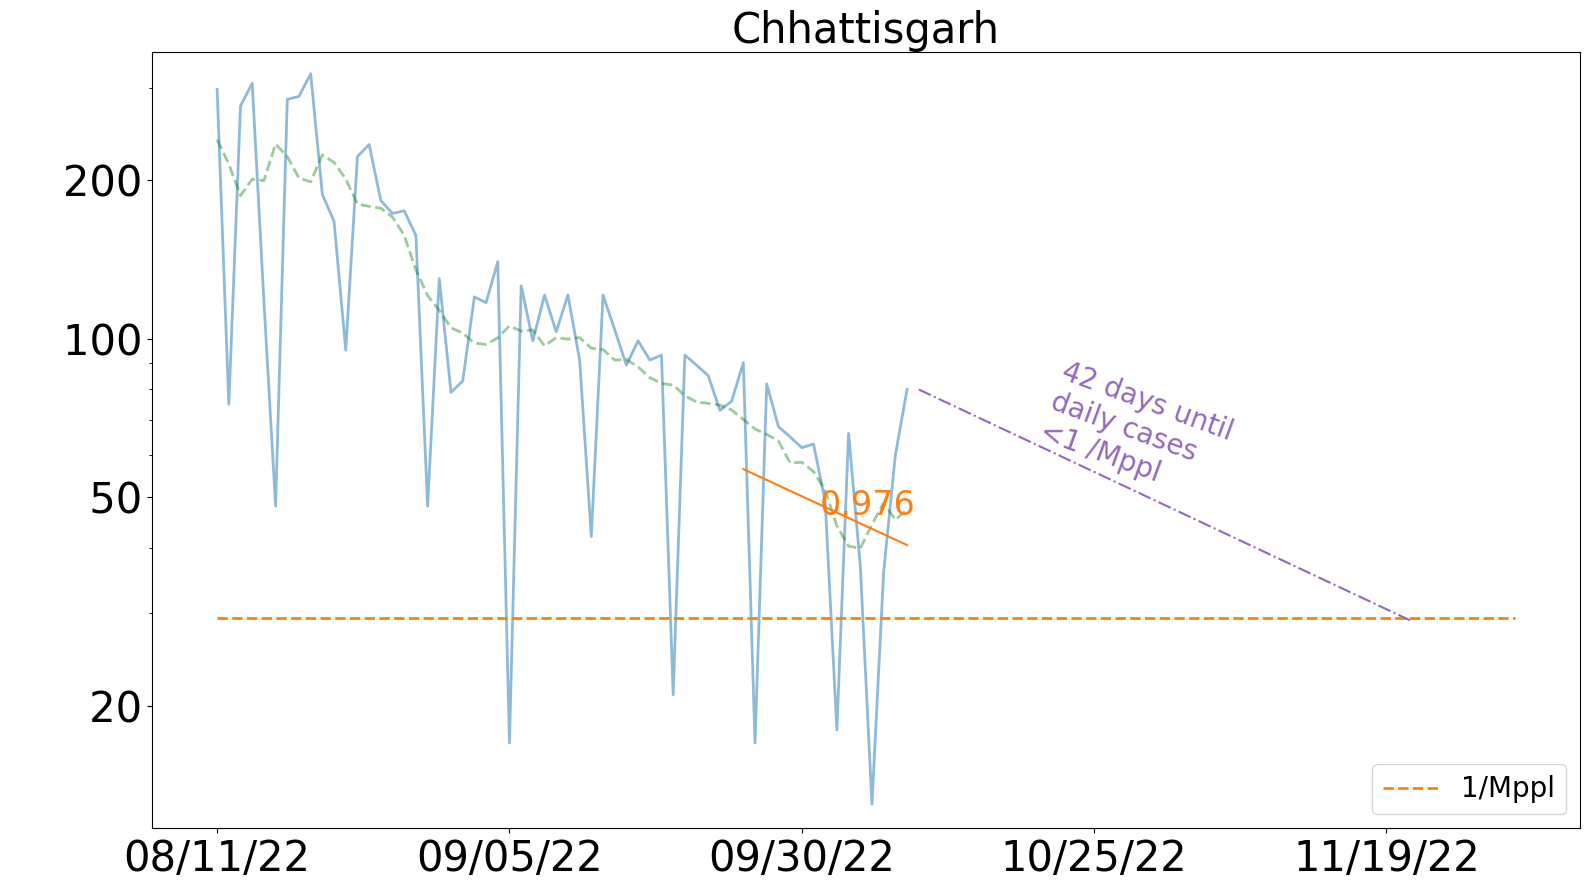 Chhattisgarh
200
100
50
20
42 days until
daily cases
<1 /Mppl
0.976
1/Mppl
08/11/22
09/05/22
09/30/22
10/25/22
11/19/22